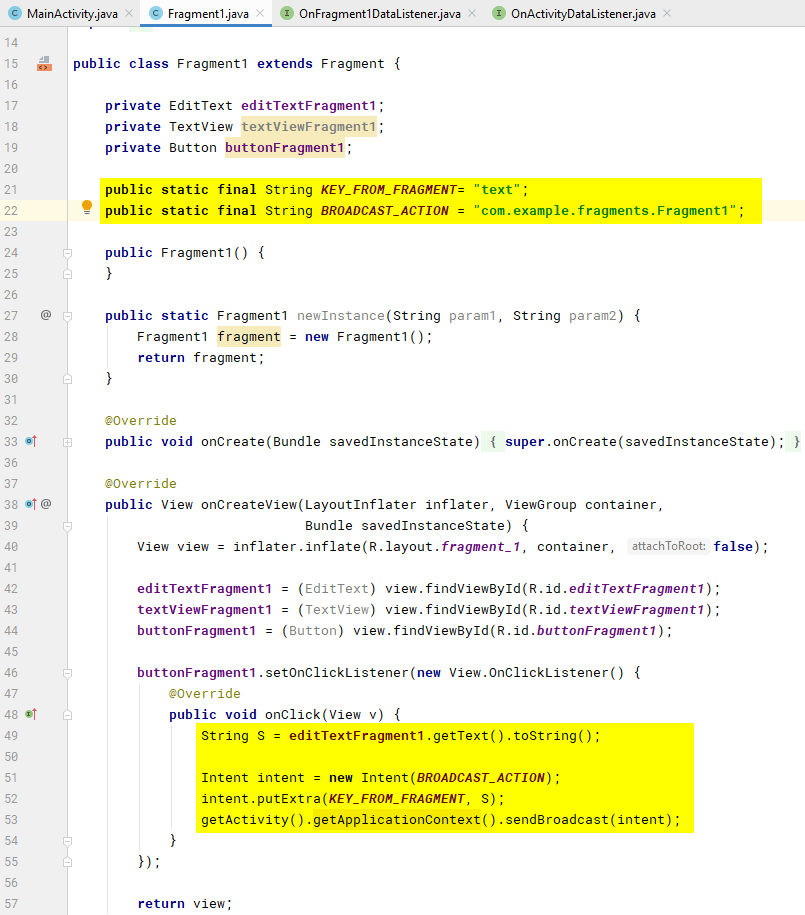 MainActivity.java × Fragment1.java × OnFragment1DataListener.java × OnActivityDataListener.java ×
14
15 public class Fragment1 extends Fragment {
16
17 private EditText editTextFragment1;
18 private TextView textViewFragment1;
19 private Button buttonFragment1;
20
21 public static final String KEY_FROM_FRAGMENT= "text";
22 public static final String BROADCAST_ACTION = "com.example.fragments.Fragment1";
23
24 public Fragment1() {
25 }
26
27 @ public static Fragment1 newInstance(String param1, String param2) {
28 Fragment1 fragment = new Fragment1();
29 return fragment;
30 }
31
32 @Override
33 public void onCreate(Bundle savedInstanceState) { super.onCreate(savedInstanceState); }
36
37 @Override
38 @ public View onCreateView(LayoutInflater inflater, ViewGroup container,
39 Bundle savedInstanceState) {
40 View view = inflater.inflate(R.layout.fragment_1, container, attachToRoot: false);
41
42 editTextFragment1 = (EditText) view.findViewById(R.id.editTextFragment1);
43 textViewFragment1 = (TextView) view.findViewById(R.id.textViewFragment1);
44 buttonFragment1 = (Button) view.findViewById(R.id.buttonFragment1);
45
46 buttonFragment1.setOnClickListener(new View.OnClickListener() {
47 @Override
48 public void onClick(View v) {
49 String S = editTextFragment1.getText().toString();
50
51 Intent intent = new Intent(BROADCAST_ACTION);
52 intent.putExtra(KEY_FROM_FRAGMENT, S);
53 getActivity().getApplicationContext().sendBroadcast(intent);
54 }
55 });
56
57 return view;